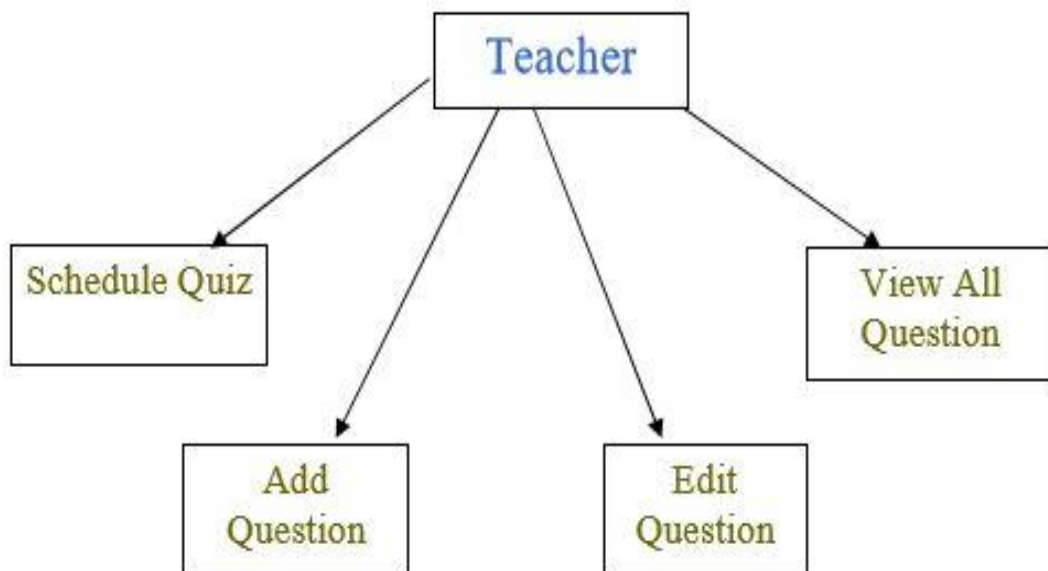 Teacher
Schedule Quiz
View All
Question
Add
Question
Edit
Question